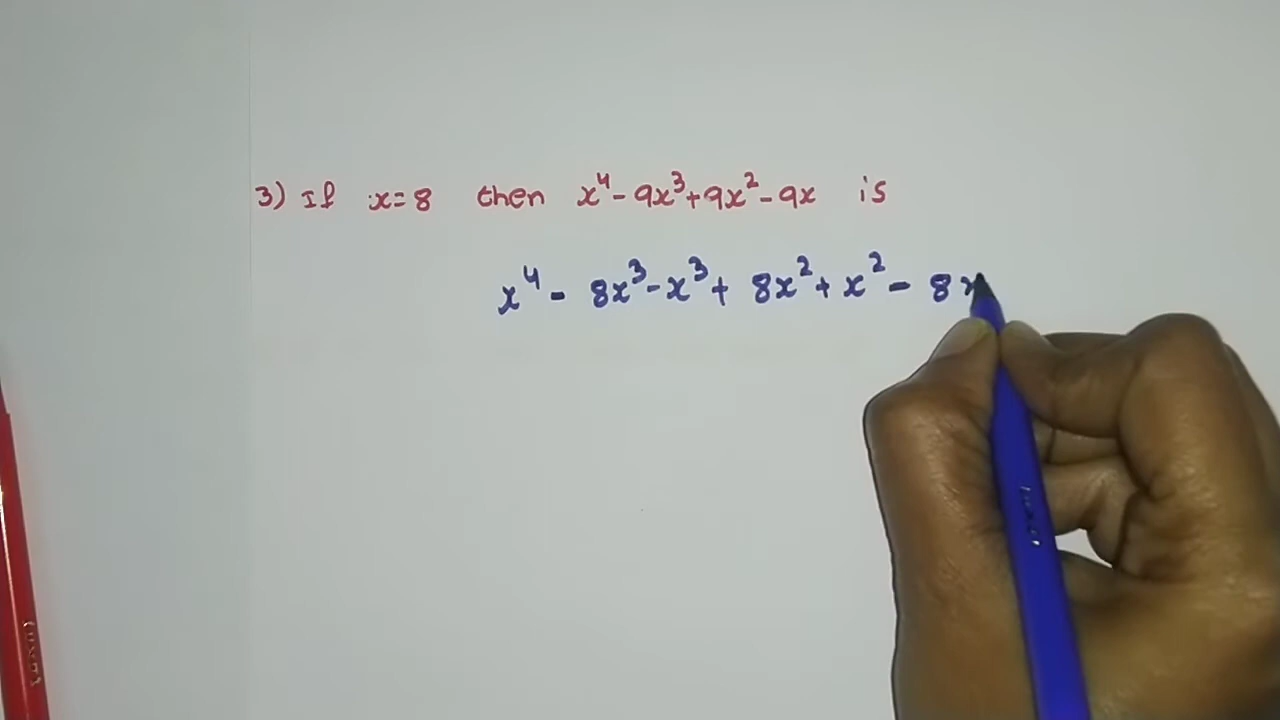 3) If x=8 then x⁴-9x³+9x²-9x is
x⁴ - 8x³-x³+ 8x²+x² - 8x